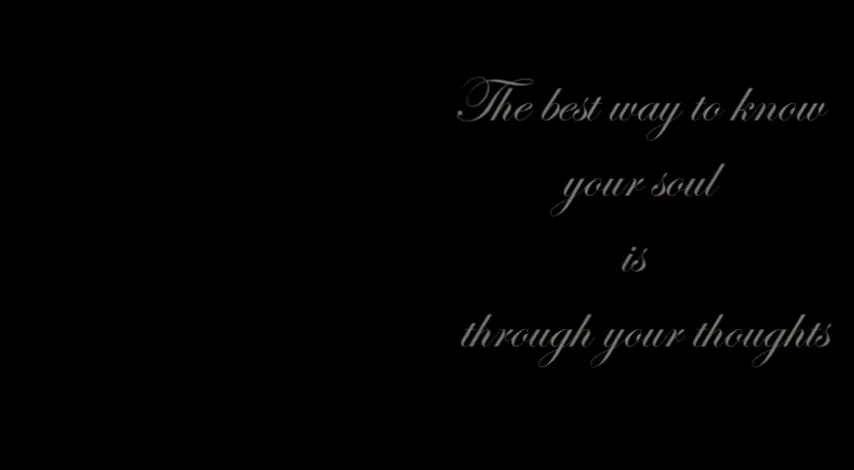 The best way to know
your soul
is
through your thoughts